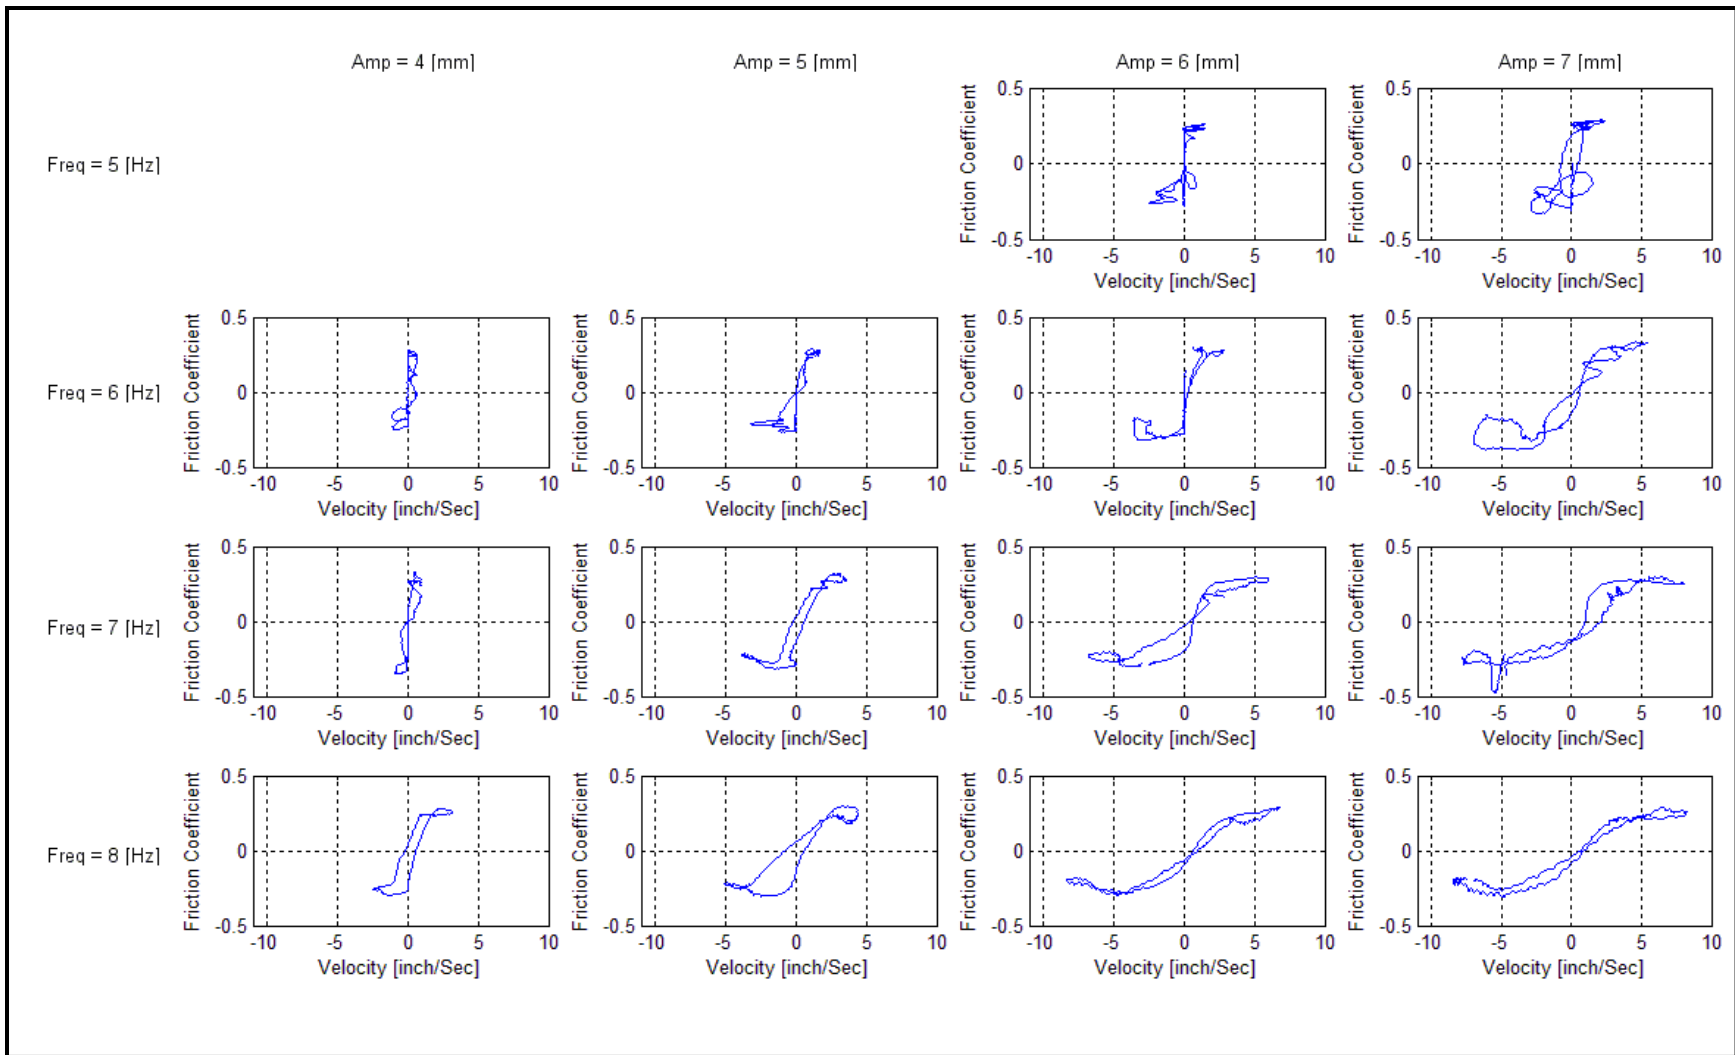 Amp = 4 [mm] Amp = 5 [mm] Amp = 6 [mm] Amp = 7 [mm]
Freq = 5 [Hz]
Friction Coefficient
0.5
0
-0.5
-10 -5 0 5 10
Velocity [inch/Sec]
Friction Coefficient
0.5
0
-0.5
-10 -5 0 5 10
Velocity [inch/Sec]
Freq = 6 [Hz]
Friction Coefficient
0.5
0
-0.5
-10 -5 0 5 10
Velocity [inch/Sec]
Friction Coefficient
0.5
0
-0.5
-10 -5 0 5 10
Velocity [inch/Sec]
Friction Coefficient
0.5
0
-0.5
-10 -5 0 5 10
Velocity [inch/Sec]
Friction Coefficient
0.5
0
-0.5
-10 -5 0 5 10
Velocity [inch/Sec]
Freq = 7 [Hz]
Friction Coefficient
0.5
0
-0.5
-10 -5 0 5 10
Velocity [inch/Sec]
Friction Coefficient
0.5
0
-0.5
-10 -5 0 5 10
Velocity [inch/Sec]
Friction Coefficient
0.5
0
-0.5
-10 -5 0 5 10
Velocity [inch/Sec]
Friction Coefficient
0.5
0
-0.5
-10 -5 0 5 10
Velocity [inch/Sec]
Freq = 8 [Hz]
Friction Coefficient
0.5
0
-0.5
-10 -5 0 5 10
Velocity [inch/Sec]
Friction Coefficient
0.5
0
-0.5
-10 -5 0 5 10
Velocity [inch/Sec]
Friction Coefficient
0.5
0
-0.5
-10 -5 0 5 10
Velocity [inch/Sec]
Friction Coefficient
0.5
0
-0.5
-10 -5 0 5 10
Velocity [inch/Sec]